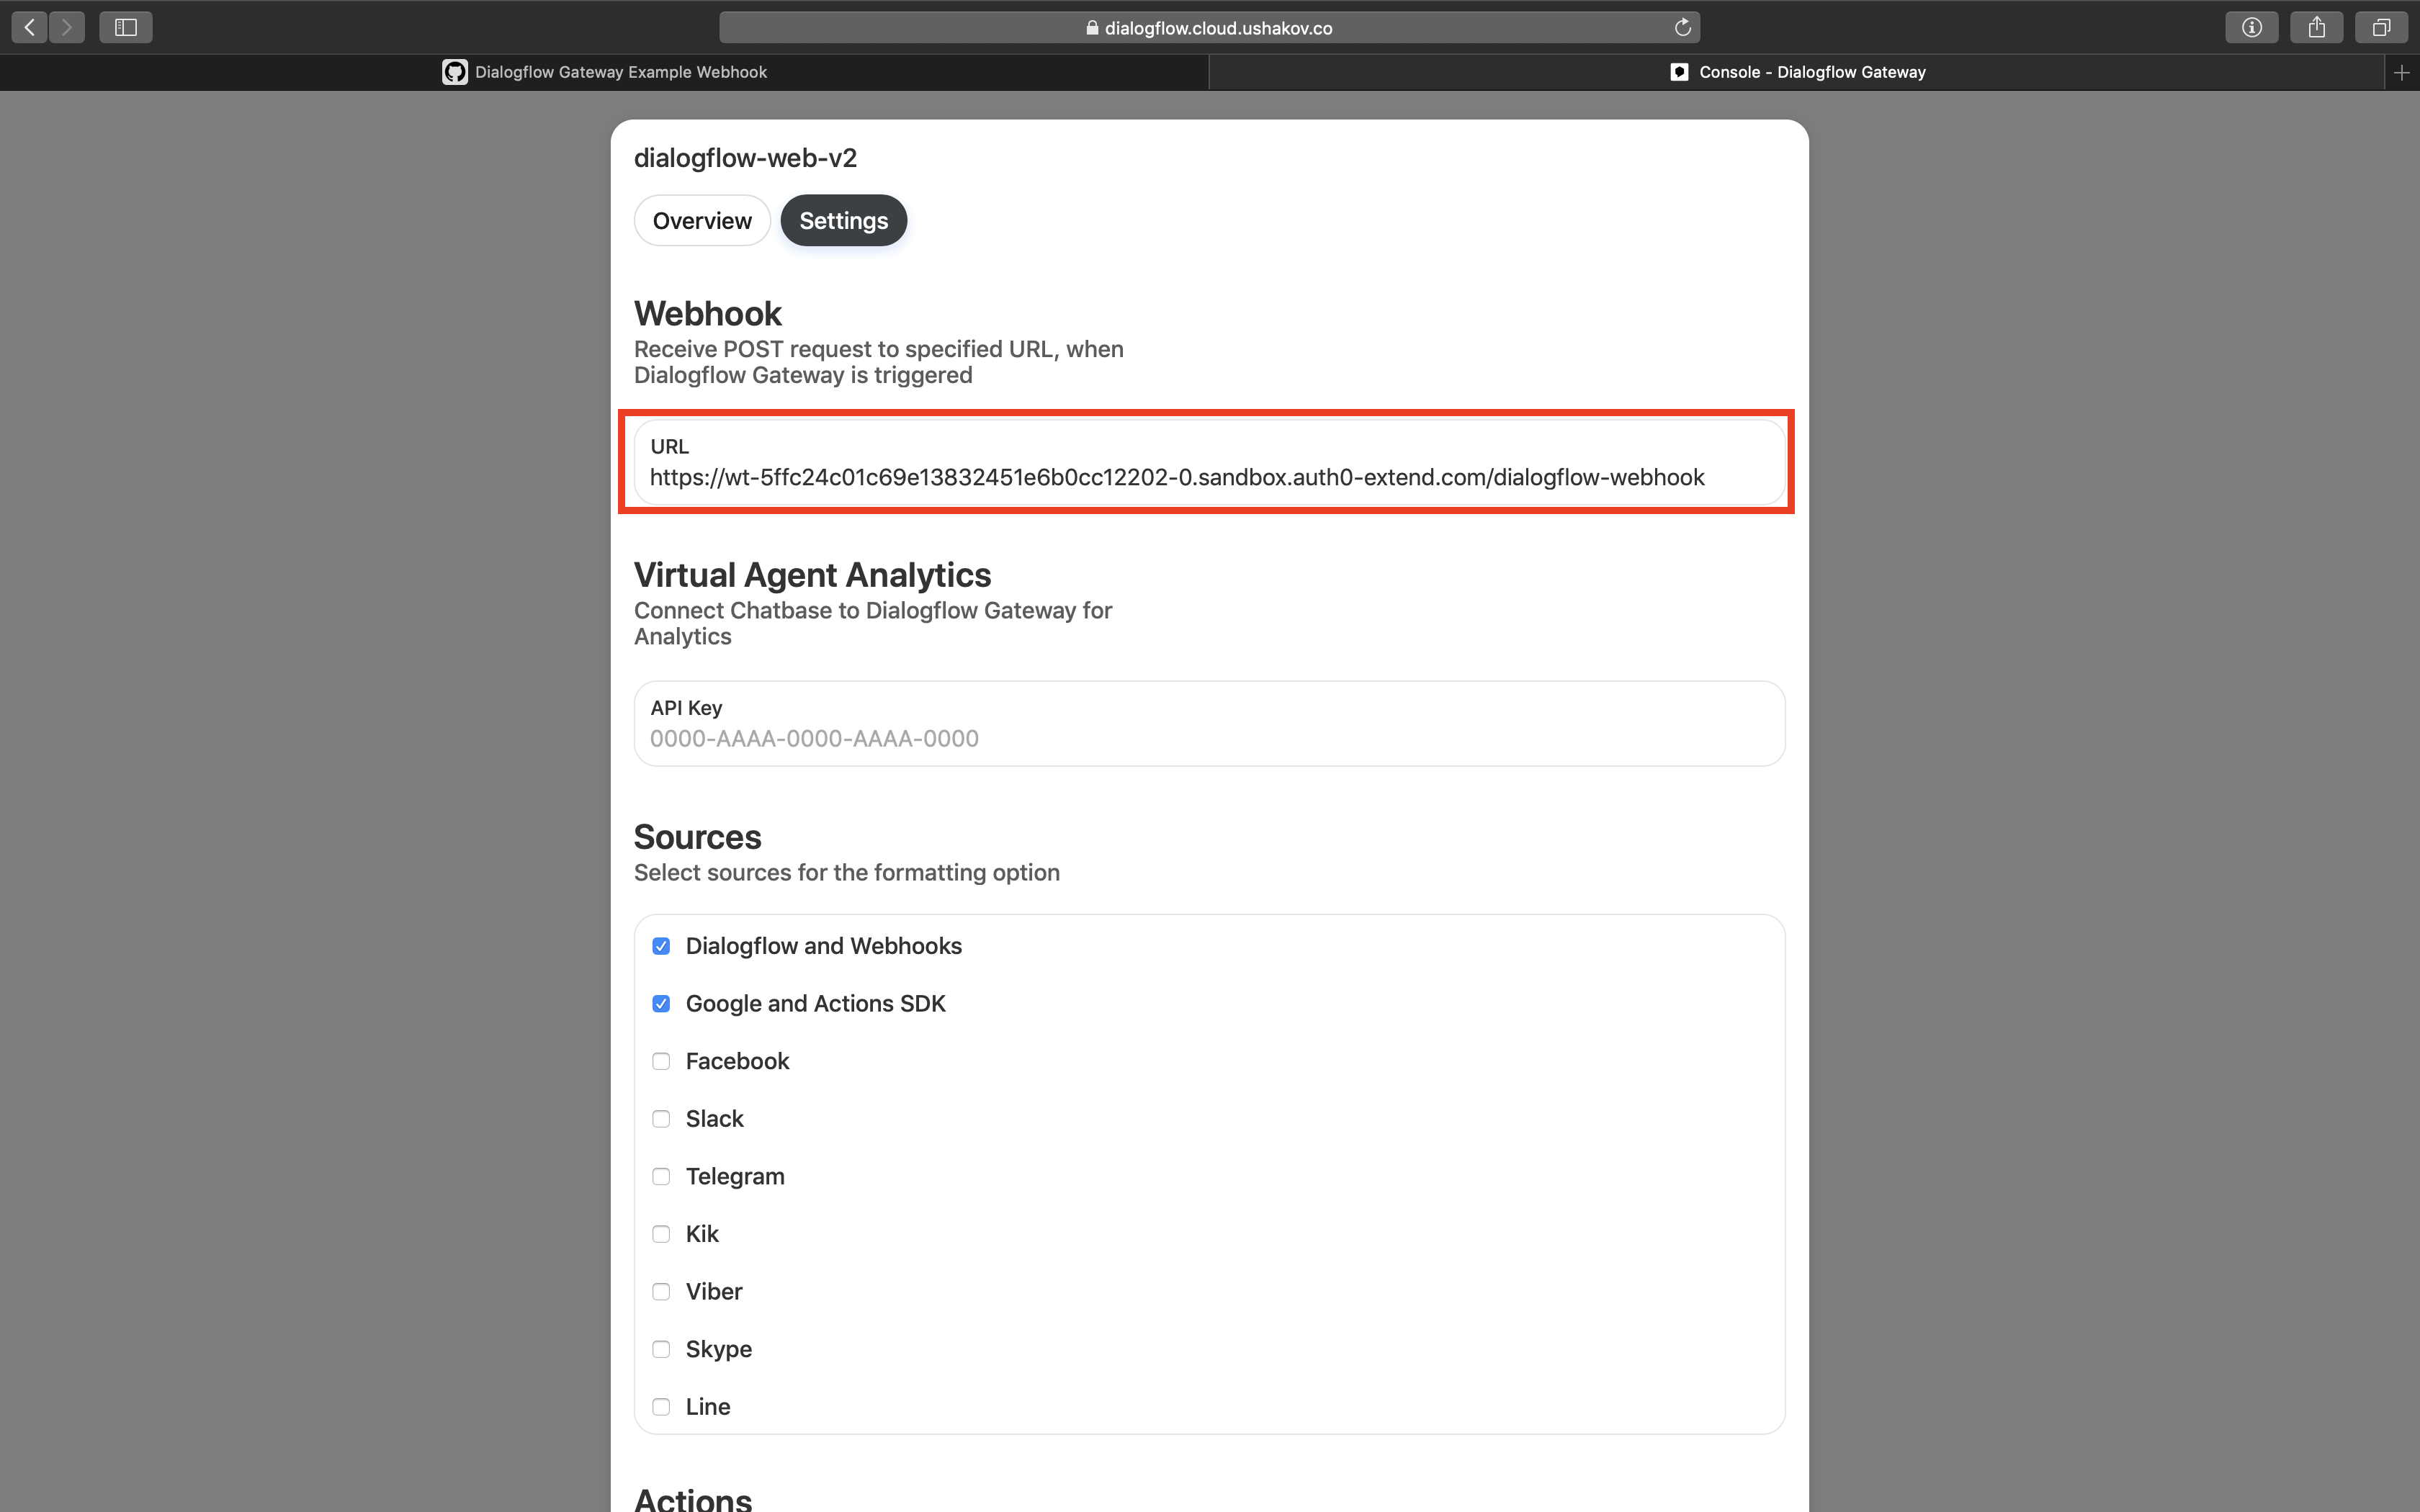 dialogflow.cloud.ushakov.co
Dialogflow Gateway Example Webhook
Console - Dialogflow Gateway
dialogflow-web-v2
Overview
Settings
Webhook
Receive POST request to specified URL, when
Dialogflow Gateway is triggered
URL
https://wt-5ffc24c01c69e13832451e6b0cc12202-0.sandbox.auth0-extend.com/dialogflow-webhook
Virtual Agent Analytics
Connect Chatbase to Dialogflow Gateway for
Analytics
API Key
0000-AAAA-0000-AAAA-0000
Sources
Select sources for the formatting option
Dialogflow and Webhooks
Google and Actions SDK
Facebook
Slack
Telegram
Kik
Viber
Skype
Line
Actions